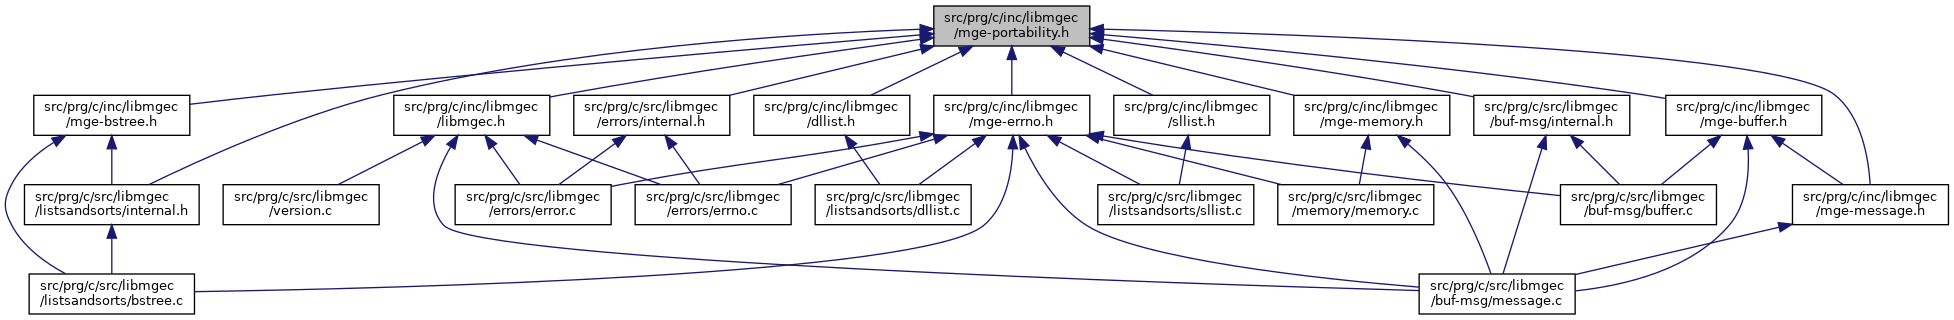 src/prg/c/inc/libmgec
/mge-portability.h
src/prg/c/inc/libmgec
/mge-bstree.h
src/prg/c/inc/libmgec
/libmgec.h
src/prg/c/src/libmgec
/errors/internal.h
src/prg/c/inc/libmgec
/dllist.h
src/prg/c/inc/libmgec
/mge-errno.h
src/prg/c/inc/libmgec
/sllist.h
src/prg/c/inc/libmgec
/mge-memory.h
src/prg/c/src/libmgec
/buf-msg/internal.h
src/prg/c/inc/libmgec
/mge-buffer.h
src/prg/c/src/libmgec
/listsandsorts/internal.h
src/prg/c/src/libmgec
/version.c
src/prg/c/src/libmgec
/errors/error.c
src/prg/c/src/libmgec
/errors/errno.c
src/prg/c/src/libmgec
/listsandsorts/dllist.c
src/prg/c/src/libmgec
/listsandsorts/sllist.c
src/prg/c/src/libmgec
/memory/memory.c
src/prg/c/src/libmgec
/buf-msg/buffer.c
src/prg/c/inc/libmgec
/mge-message.h
src/prg/c/src/libmgec
/listsandsorts/bstree.c
src/prg/c/src/libmgec
/buf-msg/message.c